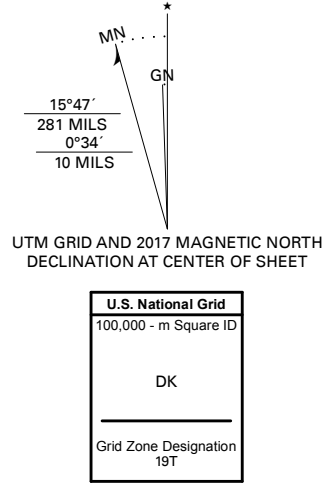 MN
GN
15°47´
281 MILS
0°34´
10 MILS
UTM GRID AND 2017 MAGNETIC NORTH
DECLINATION AT CENTER OF SHEET
U.S. National Grid
100,000 - m Square ID
DK
Grid Zone Designation
19T